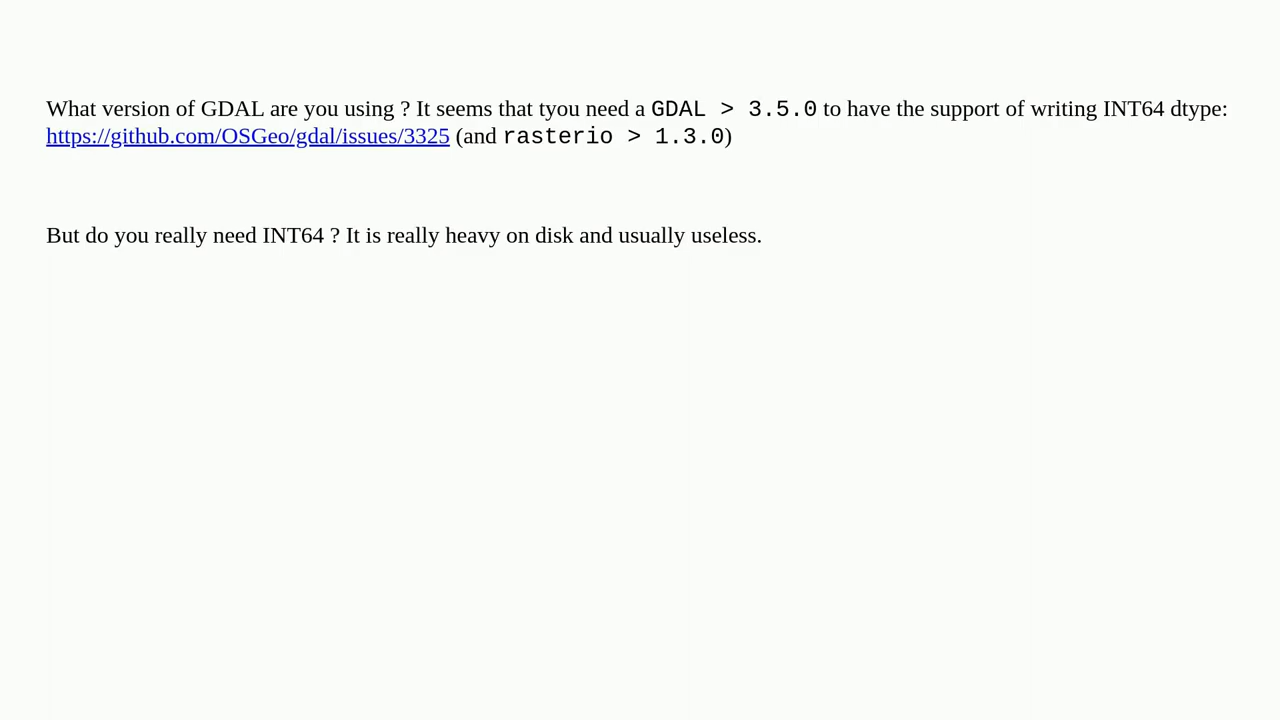 What version of GDAL are you using ? It seems that tyou need a GDAL > 3.5.0 to have the support of writing INT64 dtype:
https://github.com/OSGeo/gdal/issues/3325 (and rasterio > 1.3.0)
But do you really need INT64 ? It is really heavy on disk and usually useless.